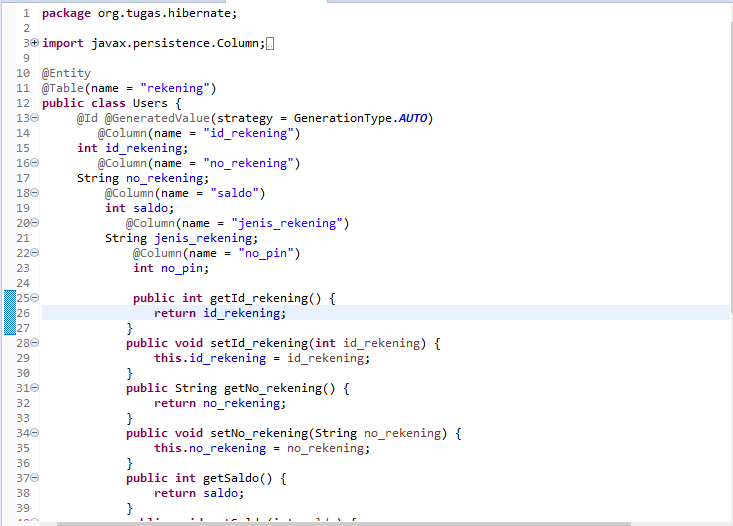 1 package org.tugas.hibernate;
2
3 import javax.persistence.Column;
9
10 @Entity
11 @Table(name = "rekening")
12 public class Users {
13 @Id @GeneratedValue(strategy = GenerationType.AUTO)
14 @Column(name = "id_rekening")
15 int id_rekening;
16 @Column(name = "no_rekening")
17 String no_rekening;
18 @Column(name = "saldo")
19 int saldo;
20 @Column(name = "jenis_rekening")
21 String jenis_rekening;
22 @Column(name = "no_pin")
23 int no_pin;
24
25 public int getId_rekening() {
26 return id_rekening;
27 }
28 public void setId_rekening(int id_rekening) {
29 this.id_rekening = id_rekening;
30 }
31 public String getNo_rekening() {
32 return no_rekening;
33 }
34 public void setNo_rekening(String no_rekening) {
35 this.no_rekening = no_rekening;
36 }
37 public int getSaldo() {
38 return saldo;
39 }